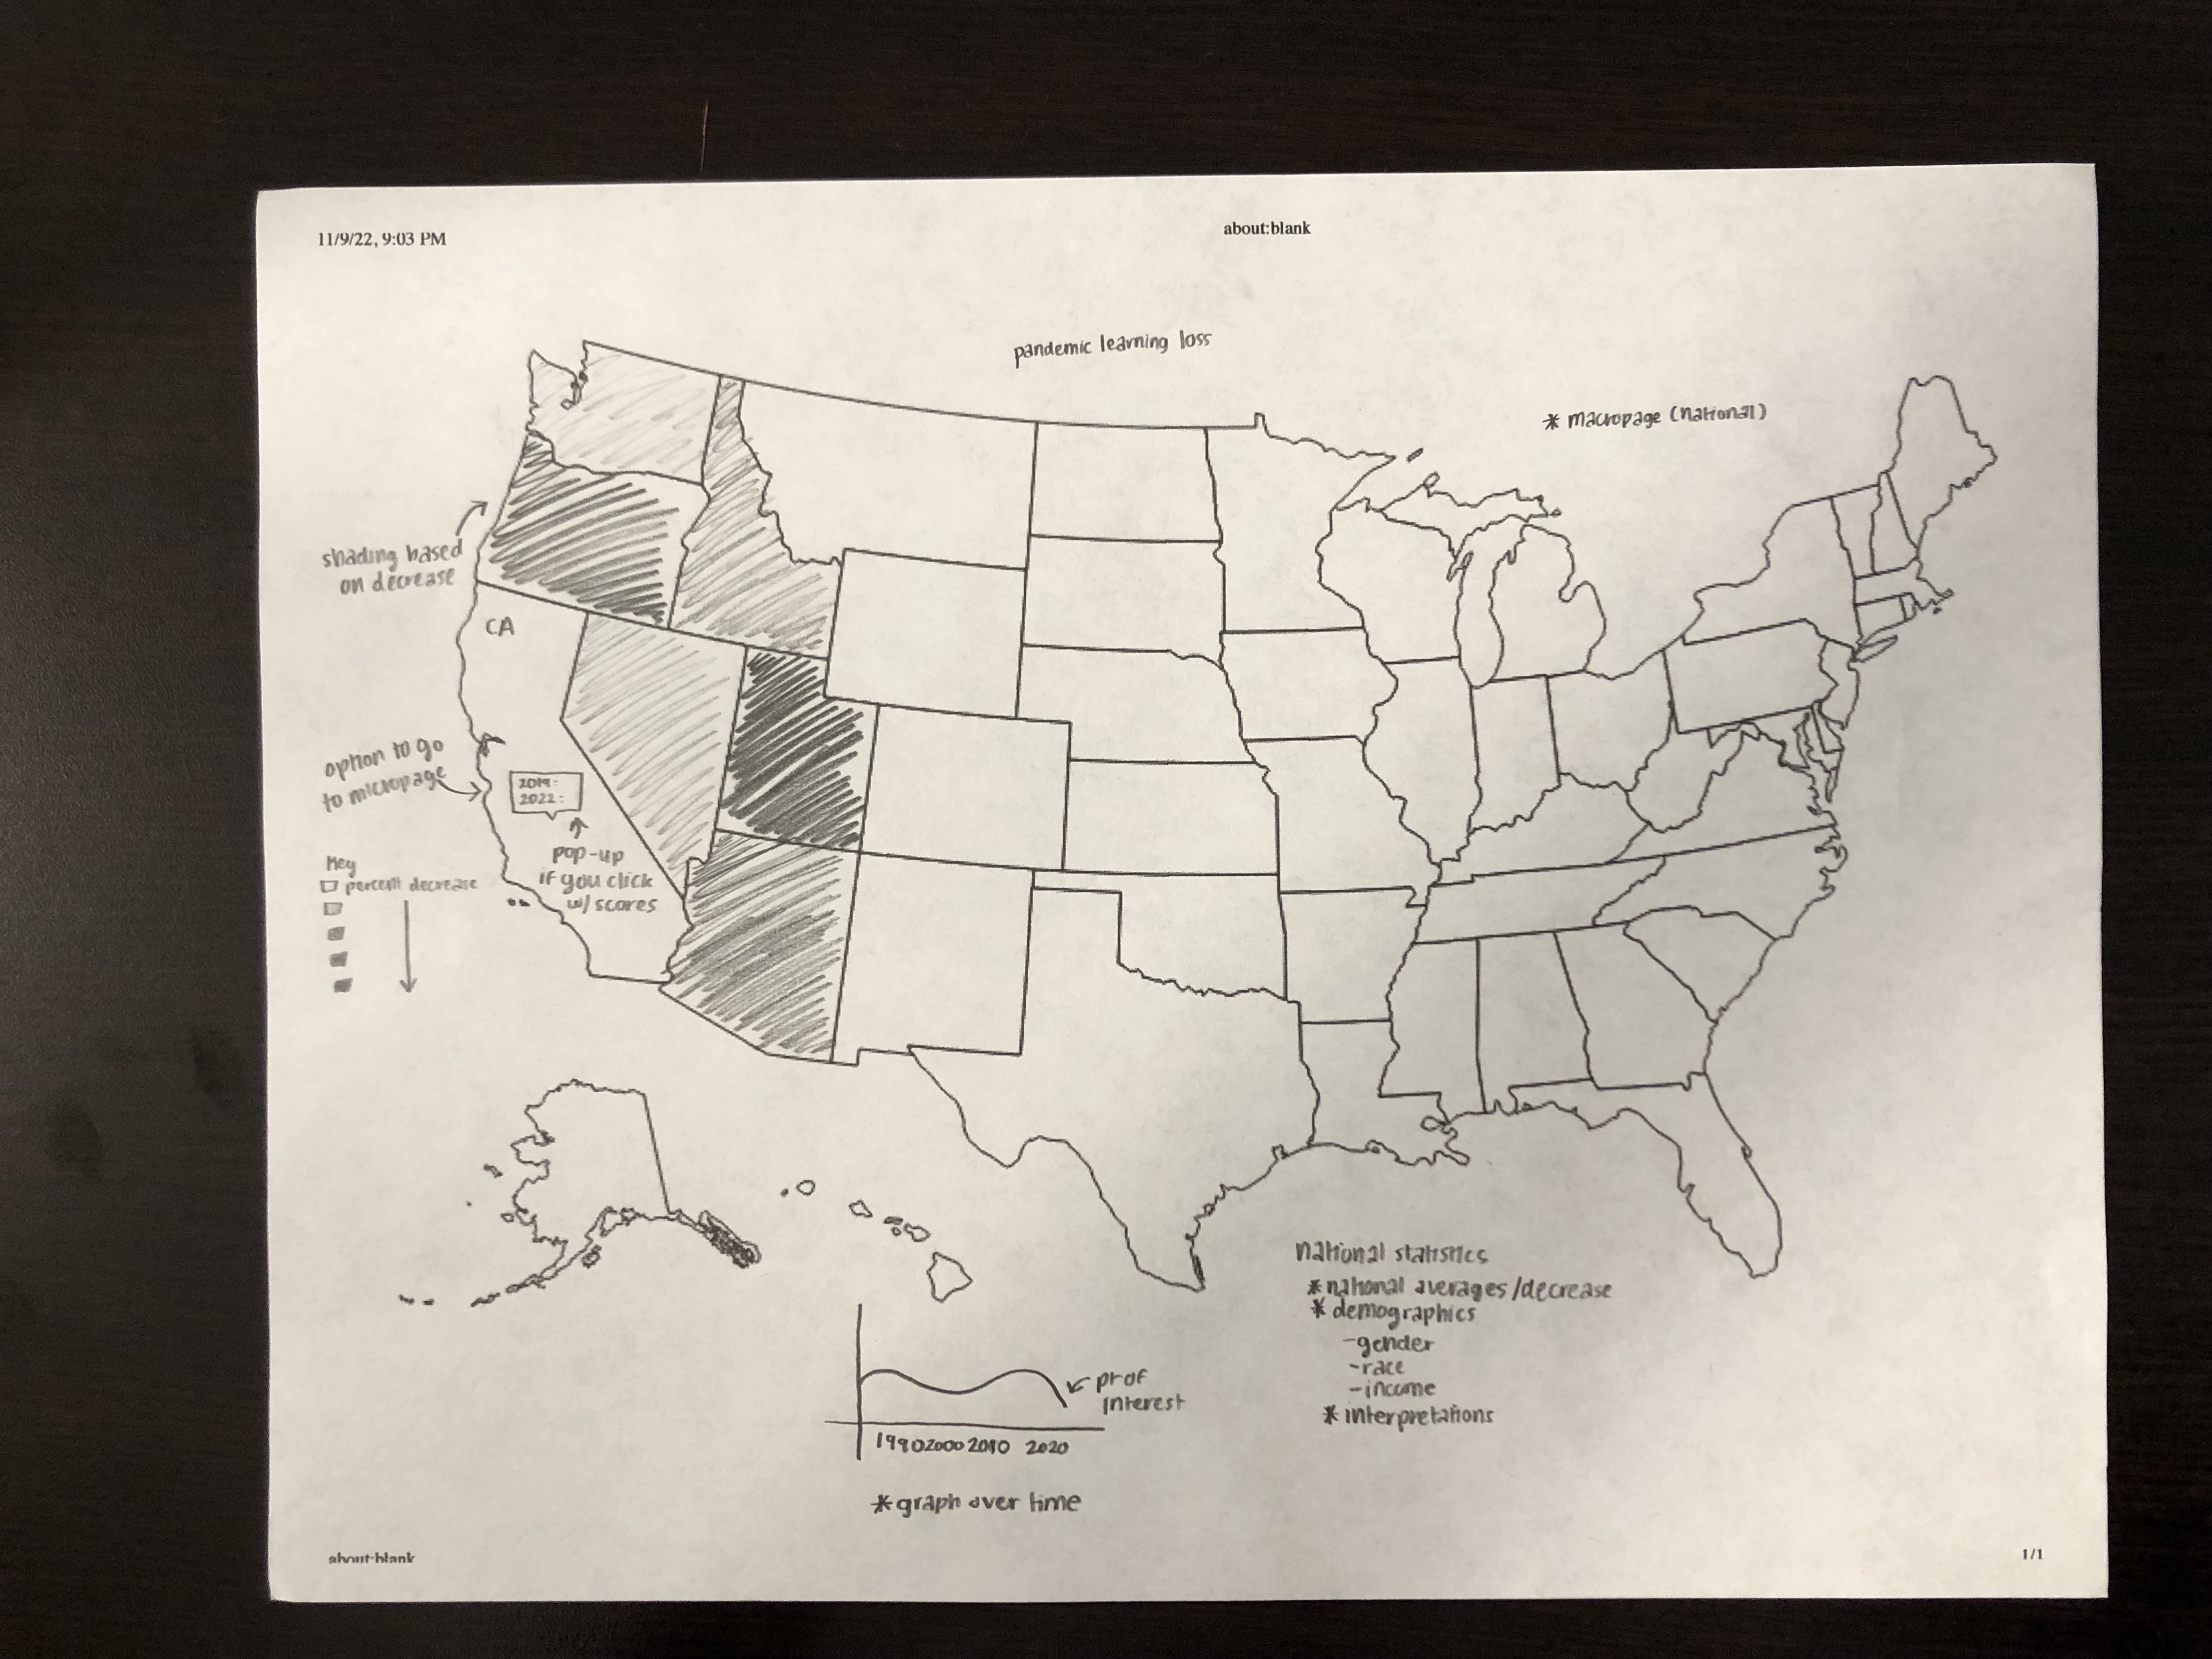 11/9/22, 9:03 PM
about:blank
pandemic learning loss
* macropage (national)
shading based
on decrease
CA
option to go
to micropage
2019:
2022:
pop-up
if you click
w/ scores
Key
percent decrease
national statistics
* national averages/decrease
* demographics
- gender
- race
- income
* interpretations
pt of
interest
1990 2000 2010 2020
* graph over time
about:blank
1/1